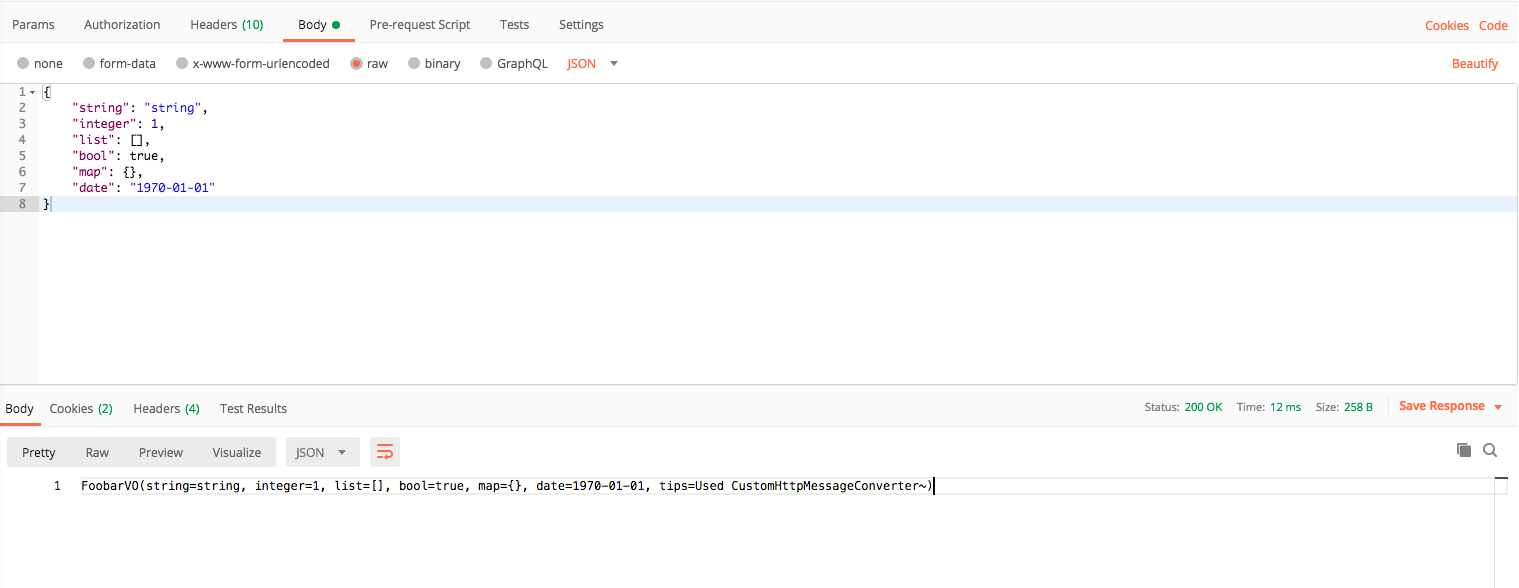 Params Authorization Headers (10) Body Pre-request Script Tests Settings Cookies Code
none form-data x-www-form-urlencoded raw binary GraphQL JSON Beautify
1 {
2 "string": "string",
3 "integer": 1,
4 "list": [],
5 "bool": true,
6 "map": {},
7 "date": "1970-01-01"
8 }
Body Cookies (2) Headers (4) Test Results Status: 200 OK Time: 12 ms Size: 258 B Save Response
Pretty Raw Preview Visualize JSON
1 FoobarVO(string=string, integer=1, list=[], bool=true, map={}, date=1970-01-01, tips=Used CustomHttpMessageConverter~)